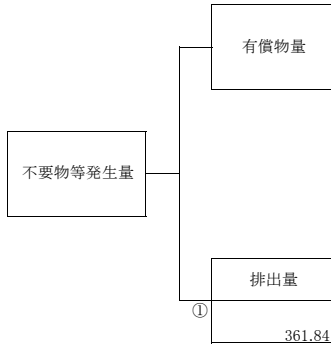 有償物量
不要物等発生量
排出量
①
361.84